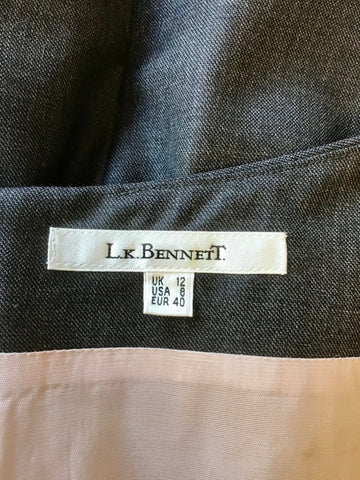 L.K.BENNETT.
UK 12
USA 8
EUR 40